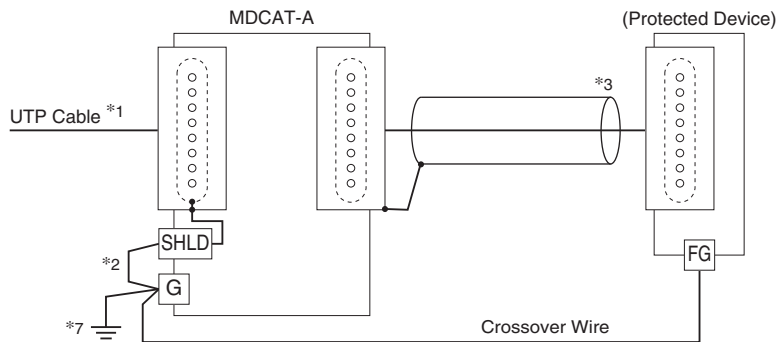 MDCAT-A
(Protected Device)
UTP Cable *1
*3
SHLD
*2
FG
G
*7
Crossover Wire